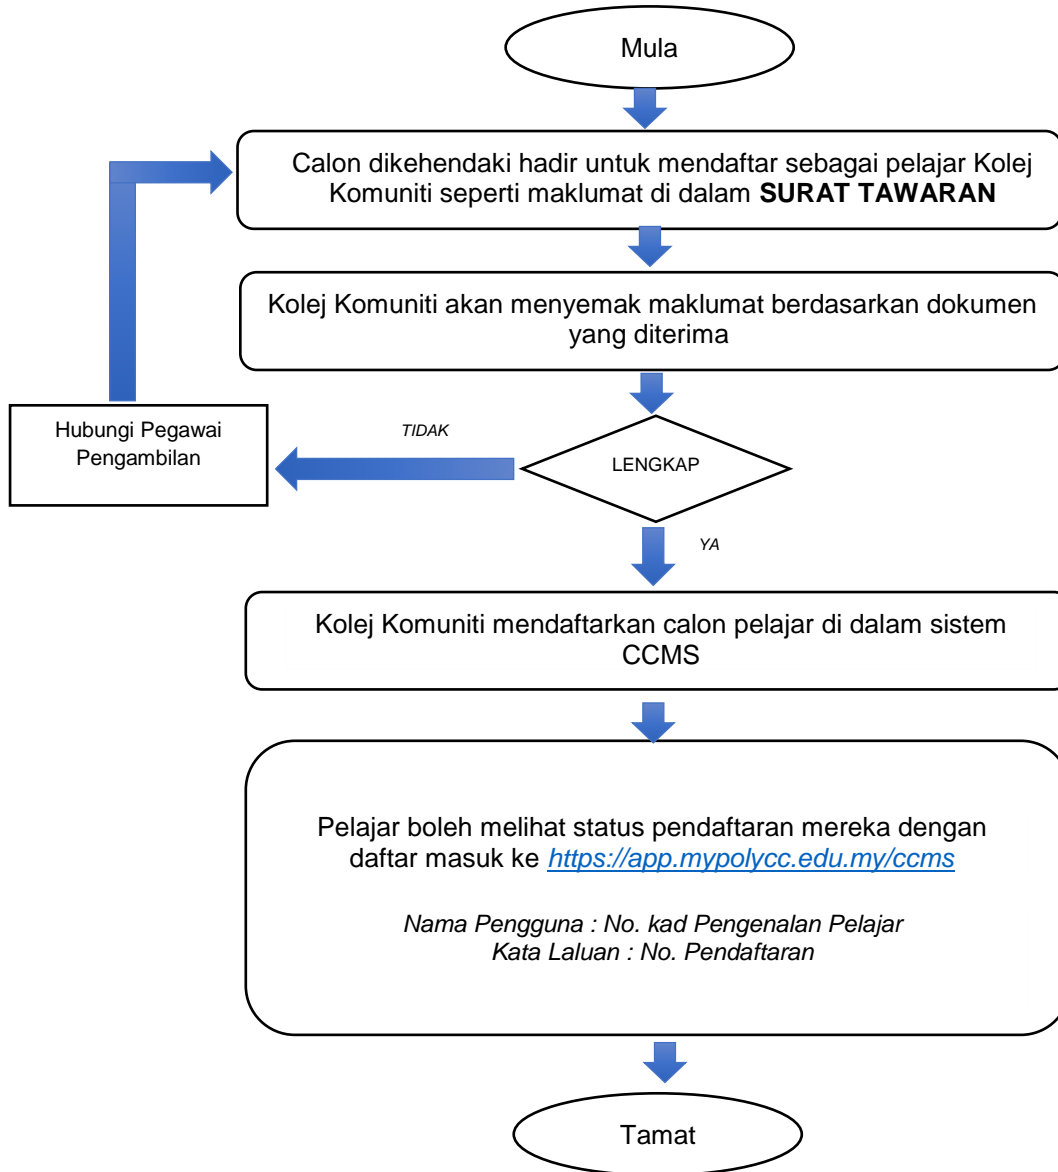 Mula
Calon dikehendaki hadir untuk mendaftar sebagai pelajar Kolej
Komuniti seperti maklumat di dalam SURAT TAWARAN
Kolej Komuniti akan menyemak maklumat berdasarkan dokumen
yang diterima
Hubungi Pegawai
Pengambilan
TIDAK
LENGKAP
YA
Kolej Komuniti mendaftarkan calon pelajar di dalam sistem
CCMS
Pelajar boleh melihat status pendaftaran mereka dengan
daftar masuk ke https://app.mypolycc.edu.my/ccms
Nama Pengguna : No. kad Pengenalan Pelajar
Kata Laluan : No. Pendaftaran
Tamat